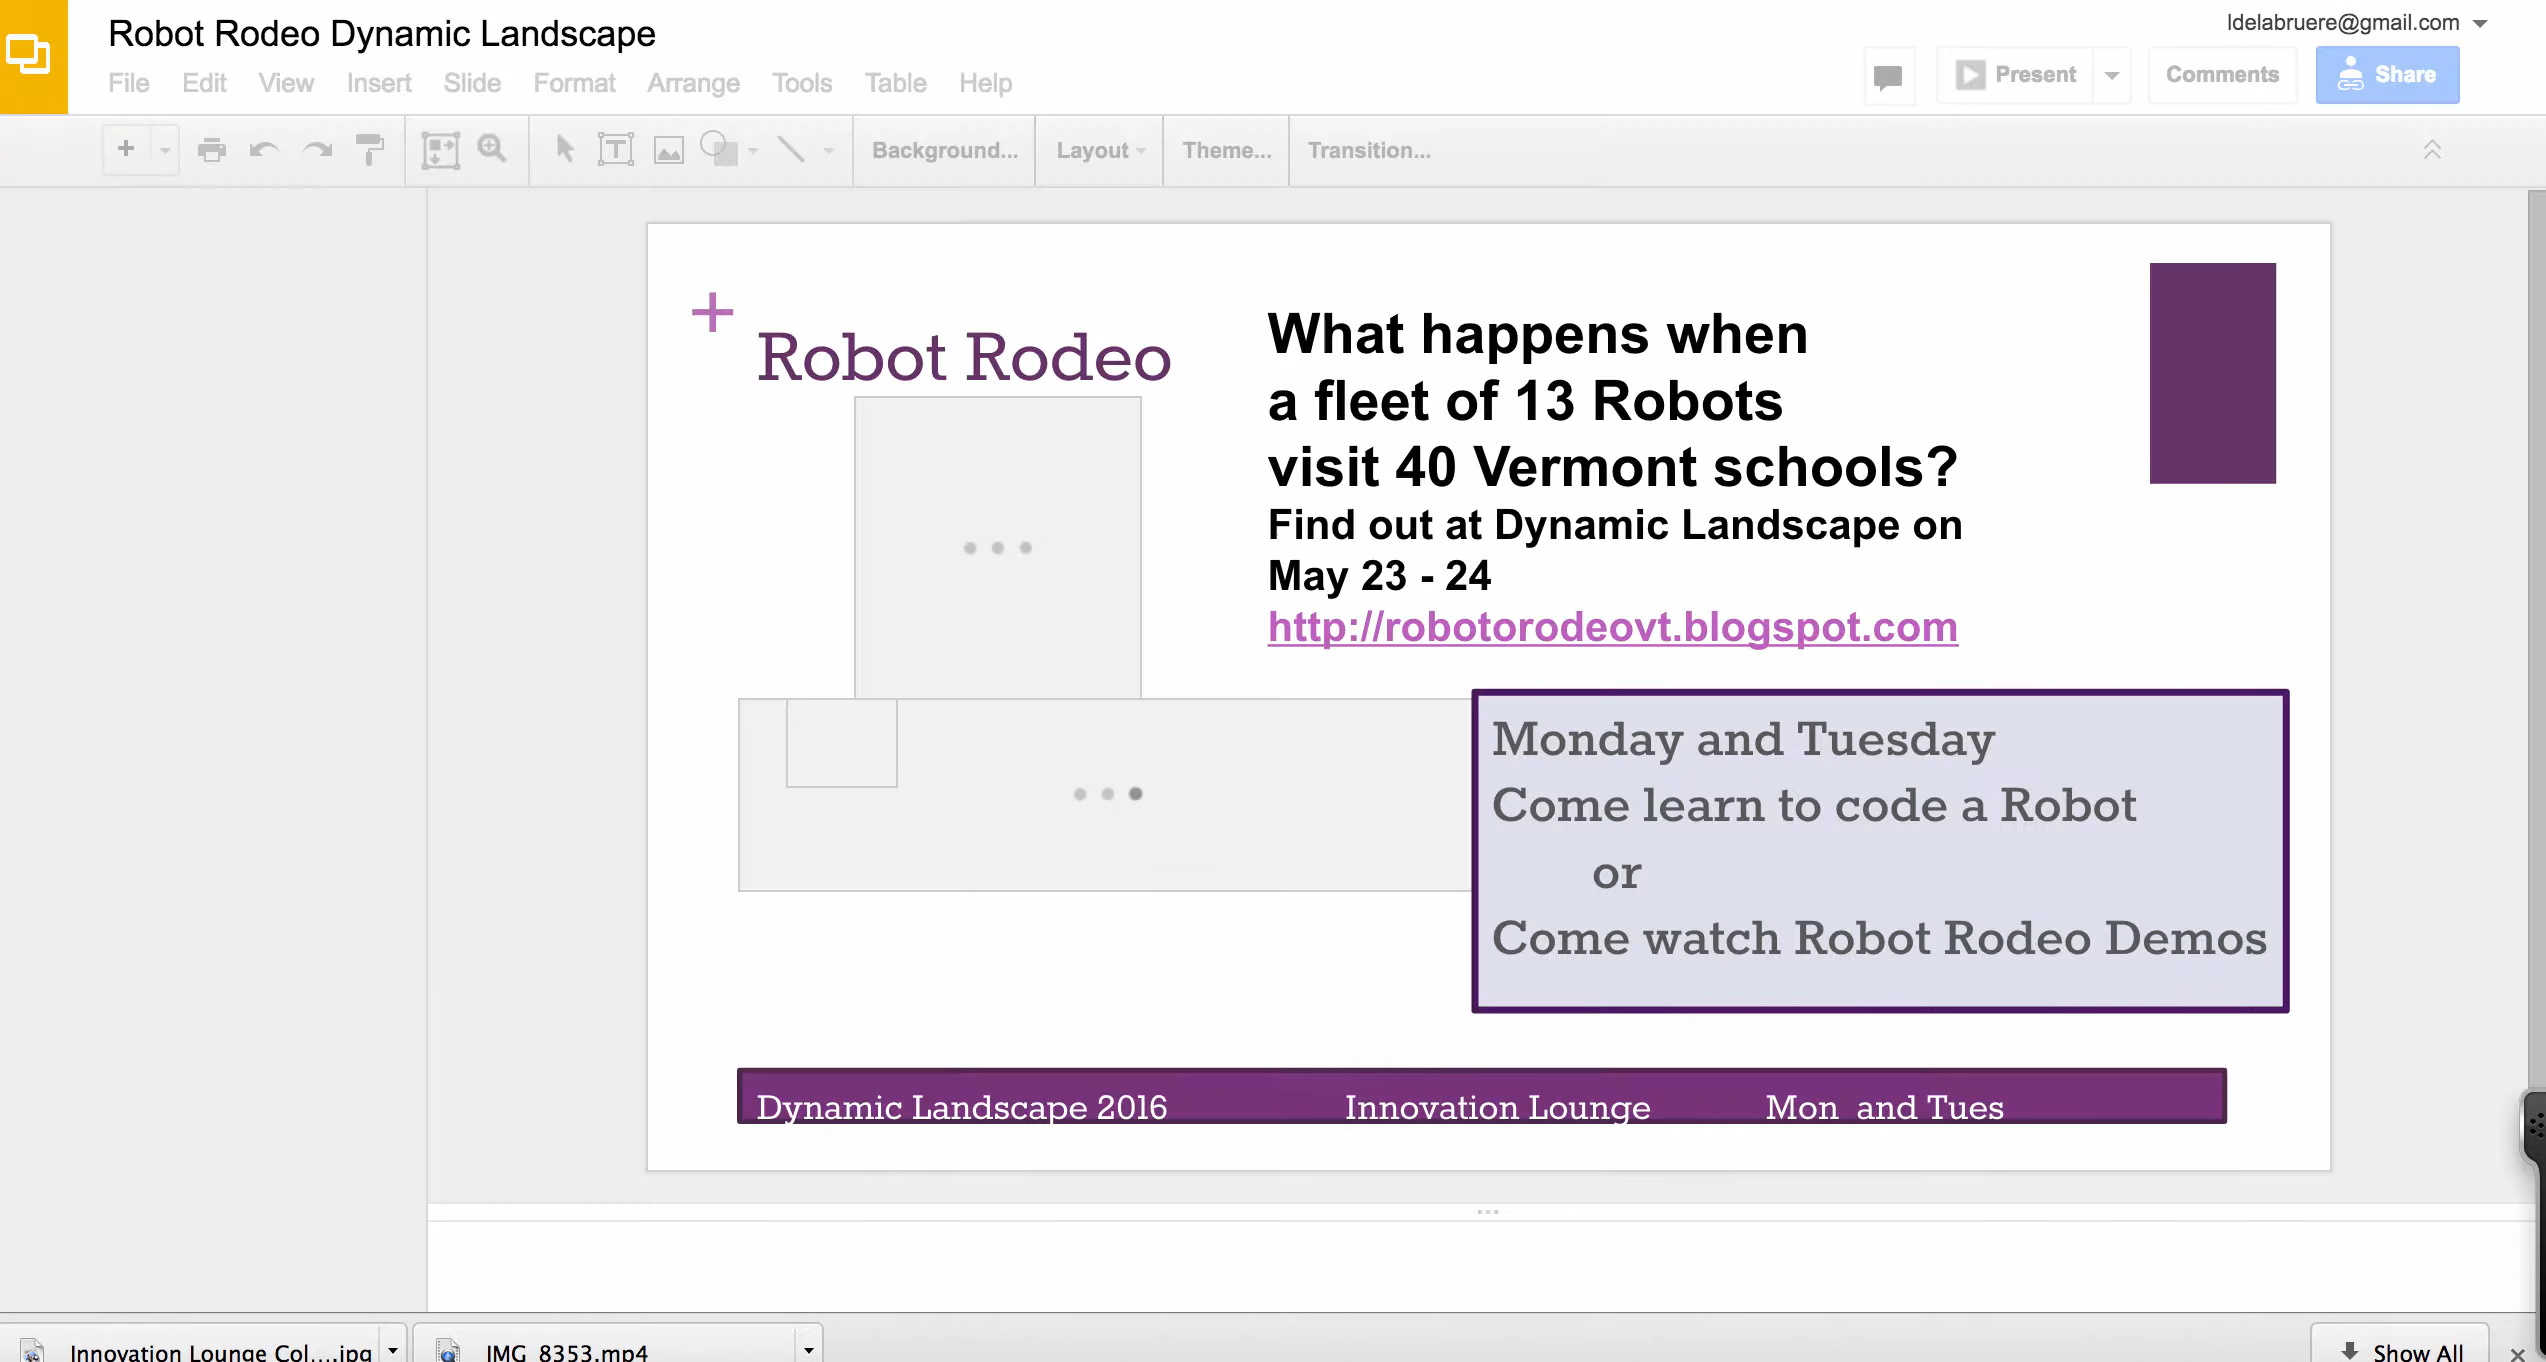 Robot Rodeo Dynamic Landscape
ldelabruere@gmail.com
File Edit View Insert Slide Format Arrange Tools Table Help
Present Comments Share
Background... Layout Theme... Transition...
Robot Rodeo
What happens when
a fleet of 13 Robots
visit 40 Vermont schools?
Find out at Dynamic Landscape on
May 23 - 24
http://robotorodeovt.blogspot.com
Monday and Tuesday
Come learn to code a Robot
or
Come watch Robot Rodeo Demos
Dynamic Landscape 2016 Innovation Lounge Mon and Tues
Innovation Lounge Col....jpg IMG_8353.mp4 Show All